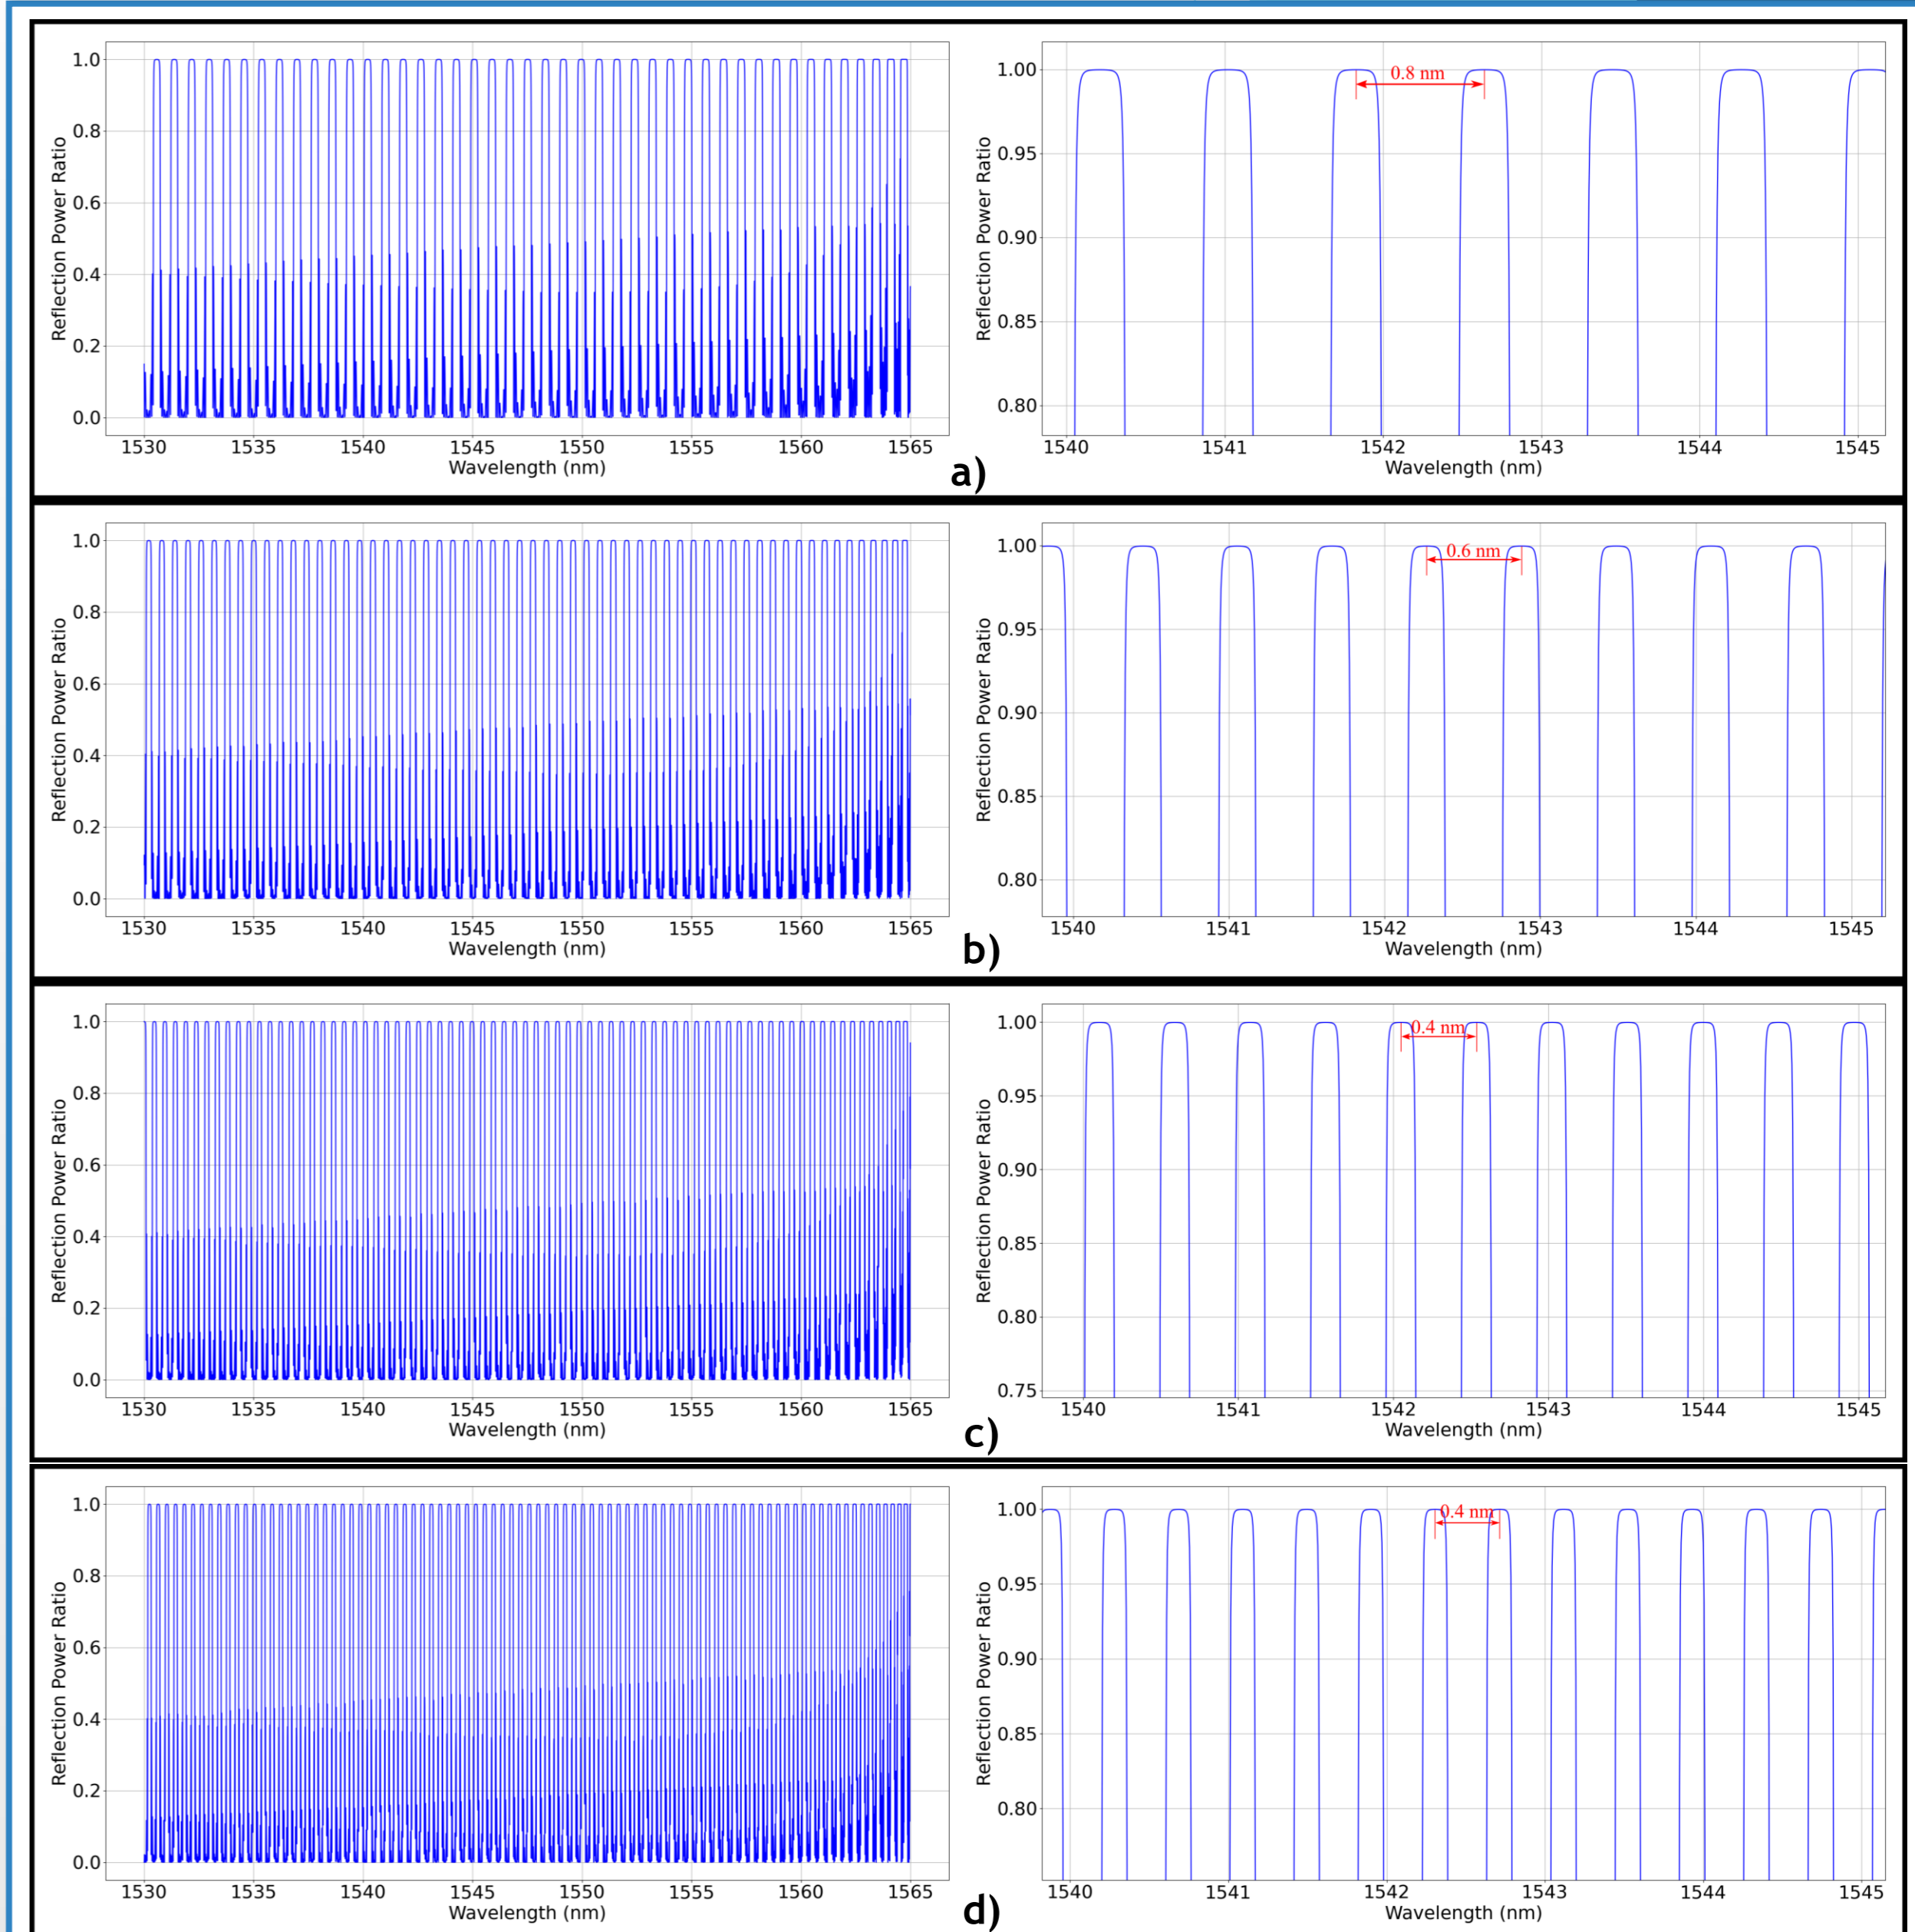 Reflection Power Ratio
1.0
0.8
0.6
0.4
0.2
0.0
1530 1535 1540 1545 1550 1555 1560 1565
Wavelength (nm)
Reflection Power Ratio
1.00
0.95
0.90
0.85
0.80
0.8 nm
1540 1541 1542 1543 1544 1545
Wavelength (nm)
a)
Reflection Power Ratio
1.0
0.8
0.6
0.4
0.2
0.0
1530 1535 1540 1545 1550 1555 1560 1565
Wavelength (nm)
Reflection Power Ratio
1.00
0.95
0.90
0.85
0.80
0.6 nm
1540 1541 1542 1543 1544 1545
Wavelength (nm)
b)
Reflection Power Ratio
1.0
0.8
0.6
0.4
0.2
0.0
1530 1535 1540 1545 1550 1555 1560 1565
Wavelength (nm)
Reflection Power Ratio
1.00
0.95
0.90
0.85
0.80
0.75
0.4 nm
1540 1541 1542 1543 1544 1545
Wavelength (nm)
c)
Reflection Power Ratio
1.0
0.8
0.6
0.4
0.2
0.0
1530 1535 1540 1545 1550 1555 1560 1565
Wavelength (nm)
Reflection Power Ratio
1.00
0.95
0.90
0.85
0.80
0.4 nm
1540 1541 1542 1543 1544 1545
Wavelength (nm)
d)